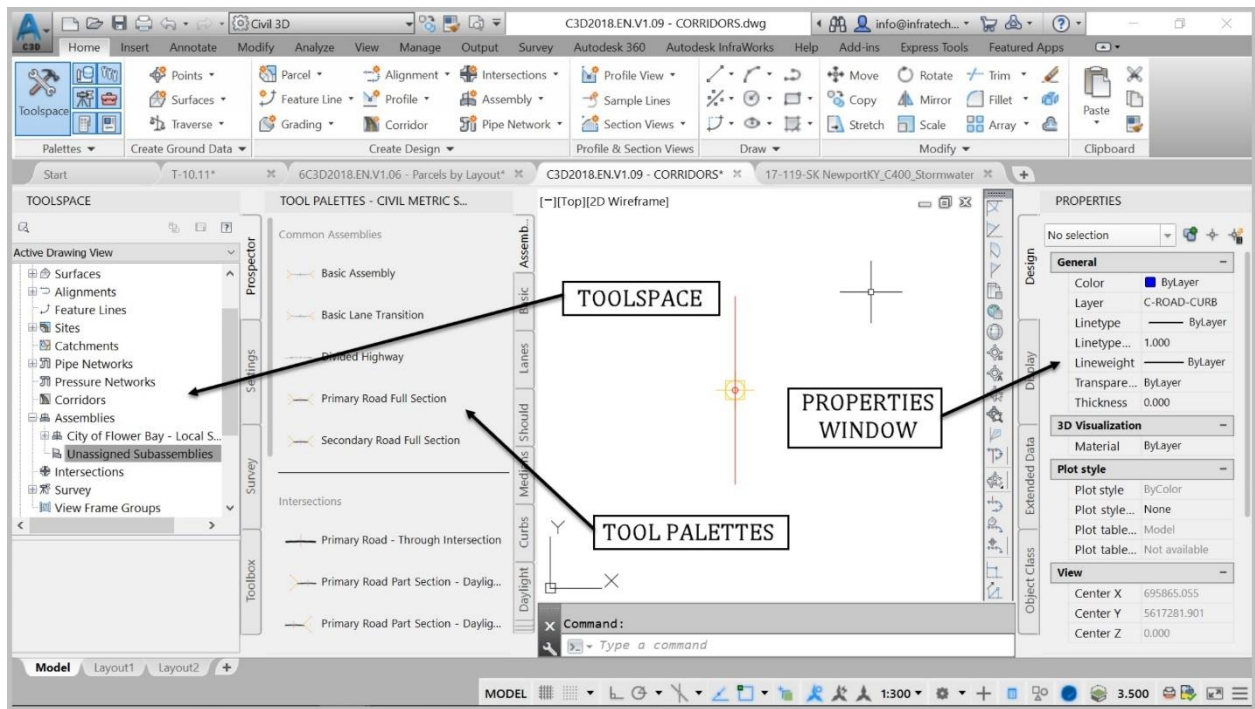 Civil 3D
C3D2018.EN.V1.09 - CORRIDORS.dwg
info@infratech...
C3D
Home Insert Annotate Modify Analyze View Manage Output Survey Autodesk 360 Autodesk InfraWorks Help Add-ins Express Tools Featured Apps
Toolspace
Points
Surfaces
Traverse
Parcel
Feature Line
Grading
Alignment
Profile
Corridor
Intersections
Assembly
Pipe Network
Profile View
Sample Lines
Section Views
Move
Copy
Stretch
Rotate
Mirror
Scale
Trim
Fillet
Array
Paste
Palettes Create Ground Data Create Design Profile & Section Views Draw Modify Clipboard
Start T-10.11* 6C3D2018.EN.V1.06 - Parcels by Layout* C3D2018.EN.V1.09 - CORRIDORS* 17-119-SK NewportKY_C400_Stormwater
TOOLSPACE
Active Drawing View
Surfaces
Alignments
Feature Lines
Sites
Catchments
Pipe Networks
Pressure Networks
Corridors
Assemblies
City of Flower Bay - Local S...
Unassigned Subassemblies
Intersections
Survey
View Frame Groups
Prospector
Settings
Survey
Toolbox
TOOL PALETTES - CIVIL METRIC S...
Common Assemblies
Basic Assembly
Basic Lane Transition
Divided Highway
Primary Road Full Section
Secondary Road Full Section
Intersections
Primary Road - Through Intersection
Primary Road Part Section - Daylig...
Primary Road Part Section - Daylig...
Assemb...
Basic
Lanes
Should
Medians
Curbs
Daylight
[−][Top][2D Wireframe]
TOOLSPACE
PROPERTIES
WINDOW
TOOL PALETTES
Y
X
Command:
Type a command
Design
Display
Extended Data
Object Class
PROPERTIES
No selection
General
Color ByLayer
Layer C-ROAD-CURB
Linetype ByLayer
Linetype... 1.000
Lineweight ByLayer
Transpare... ByLayer
Thickness 0.000
3D Visualization
Material ByLayer
Plot style
Plot style ByColor
Plot style... None
Plot table... Model
Plot table... Not available
View
Center X 695865.055
Center Y 5617281.901
Center Z 0.000
Model Layout1 Layout2 +
MODEL 1:300 3.500